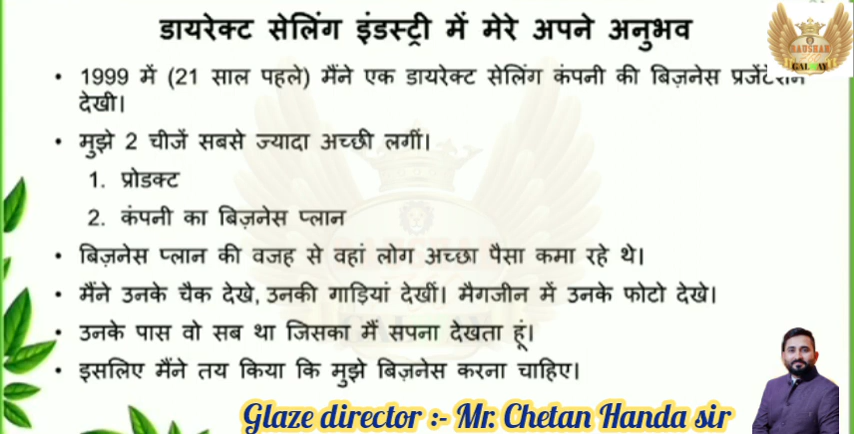 डायरेक्ट सेलिंग इंडस्ट्री में मेरे अपने अनुभव
RAUSHAN
GALAXY
• 1999 में (21 साल पहले) मैंने एक डायरेक्ट सेलिंग कंपनी की बिज़नेस प्रजेंटेशन
देखी।
• मुझे 2 चीजें सबसे ज्यादा अच्छी लगीं।
1. प्रोडक्ट
2. कंपनी का बिज़नेस प्लान
• बिज़नेस प्लान की वजह से वहां लोग अच्छा पैसा कमा रहे थे।
• मैंने उनके चैक देखे, उनकी गाड़ियां देखीं। मैगजीन में उनके फोटो देखे।
• उनके पास वो सब था जिसका मैं सपना देखता हूं।
• इसलिए मैंने तय किया कि मुझे बिज़नेस करना चाहिए।
Glaze director :- Mr. Chetan Handa sir